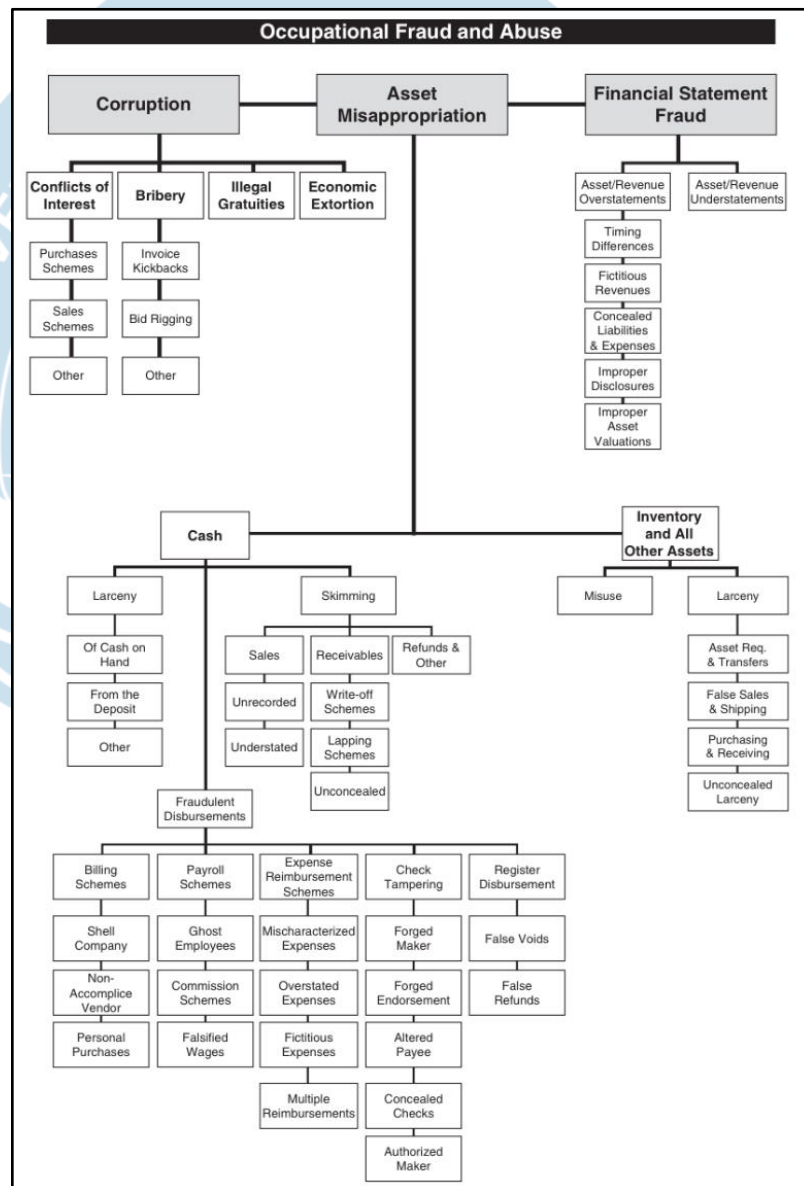 Occupational Fraud and Abuse
Corruption
Asset
Misappropriation
Financial Statement
Fraud
Conflicts of
Interest
Bribery
Illegal
Gratuities
Economic
Extortion
Asset/Revenue
Overstatements
Asset/Revenue
Understatements
Purchases
Schemes
Invoice
Kickbacks
Timing
Differences
Fictitious
Revenues
Sales
Schemes
Bid Rigging
Concealed
Liabilities
& Expenses
Other
Other
Improper
Disclosures
Improper
Asset
Valuations
Cash
Inventory
and All
Other Assets
Larceny
Skimming
Misuse
Larceny
Of Cash on
Hand
Sales
Receivables
Refunds &
Other
Asset Req.
& Transfers
From the
Deposit
Unrecorded
Write-off
Schemes
False Sales
& Shipping
Other
Understated
Lapping
Schemes
Purchasing
& Receiving
Unconcealed
Unconcealed
Larceny
Fraudulent
Disbursements
Billing
Schemes
Payroll
Schemes
Expense
Reimbursement
Schemes
Check
Tampering
Register
Disbursement
Shell
Company
Ghost
Employees
Mischaracterized
Expenses
Forged
Maker
False Voids
Non-
Accomplice
Vendor
Commission
Schemes
Overstated
Expenses
Forged
Endorsement
False
Refunds
Personal
Purchases
Falsified
Wages
Fictitious
Expenses
Altered
Payee
Multiple
Reimbursements
Concealed
Checks
Authorized
Maker